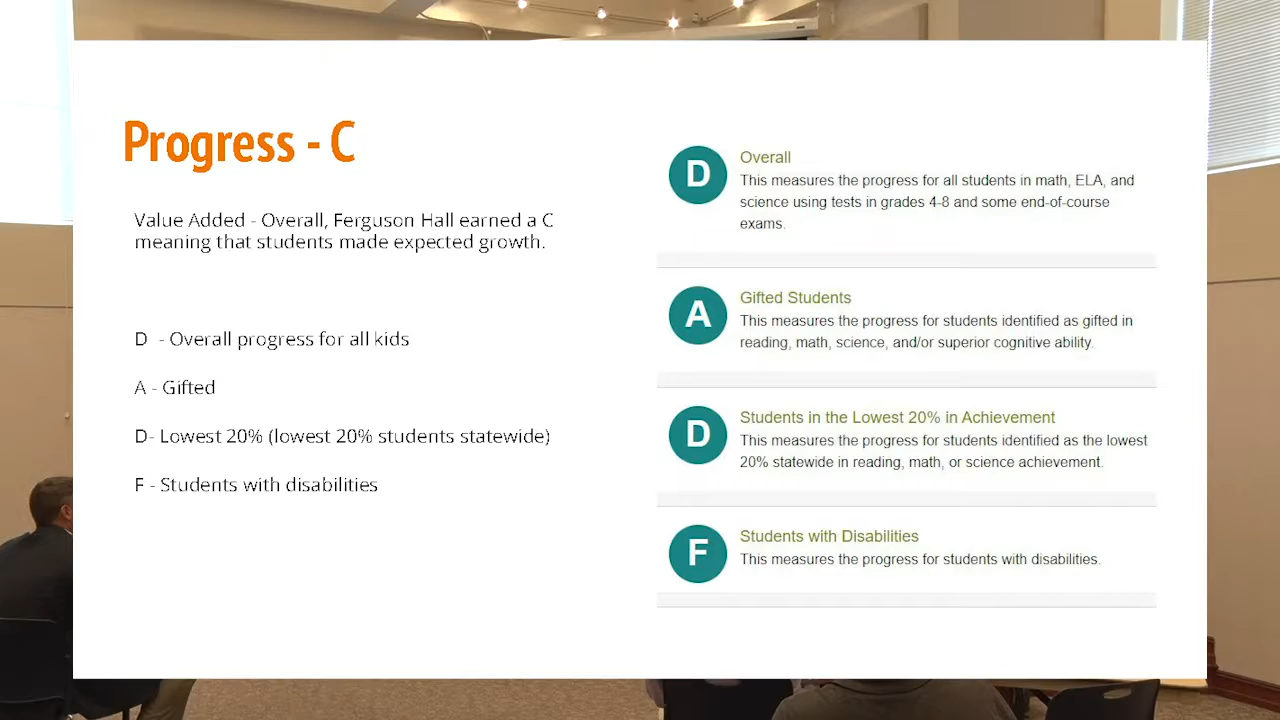 Progress - C
Value Added - Overall, Ferguson Hall earned a C
meaning that students made expected growth.
D - Overall progress for all kids
A - Gifted
D- Lowest 20% (lowest 20% students statewide)
F - Students with disabilities
D
Overall
This measures the progress for all students in math, ELA, and
science using tests in grades 4-8 and some end-of-course
exams.
A
Gifted Students
This measures the progress for students identified as gifted in
reading, math, science, and/or superior cognitive ability.
D
Students in the Lowest 20% in Achievement
This measures the progress for students identified as the lowest
20% statewide in reading, math, or science achievement.
F
Students with Disabilities
This measures the progress for students with disabilities.